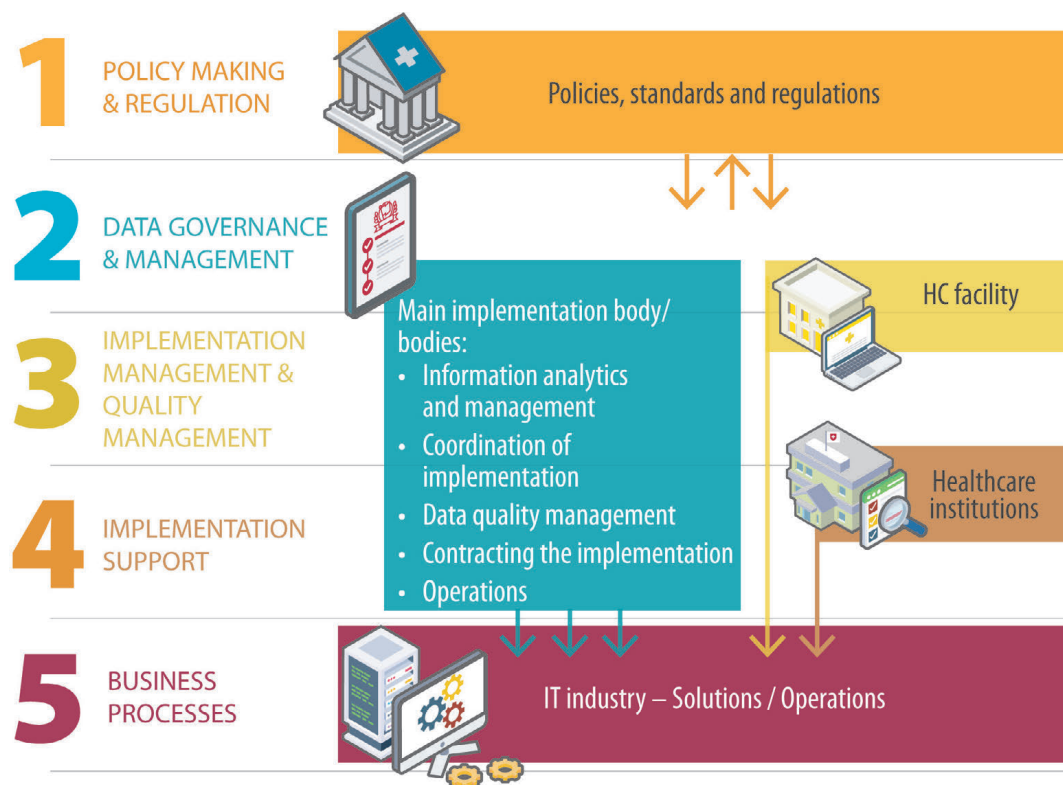 1
POLICY MAKING
& REGULATION
Policies, standards and regulations
2
DATA GOVERNANCE
& MANAGEMENT
HC facility
Main implementation body/
bodies:
• Information analytics
and management
• Coordination of
implementation
• Data quality management
• Contracting the implementation
• Operations
3
IMPLEMENTATION
MANAGEMENT &
QUALITY
MANAGEMENT
Healthcare
institutions
4
IMPLEMENTATION
SUPPORT
5
BUSINESS
PROCESSES
IT industry – Solutions / Operations